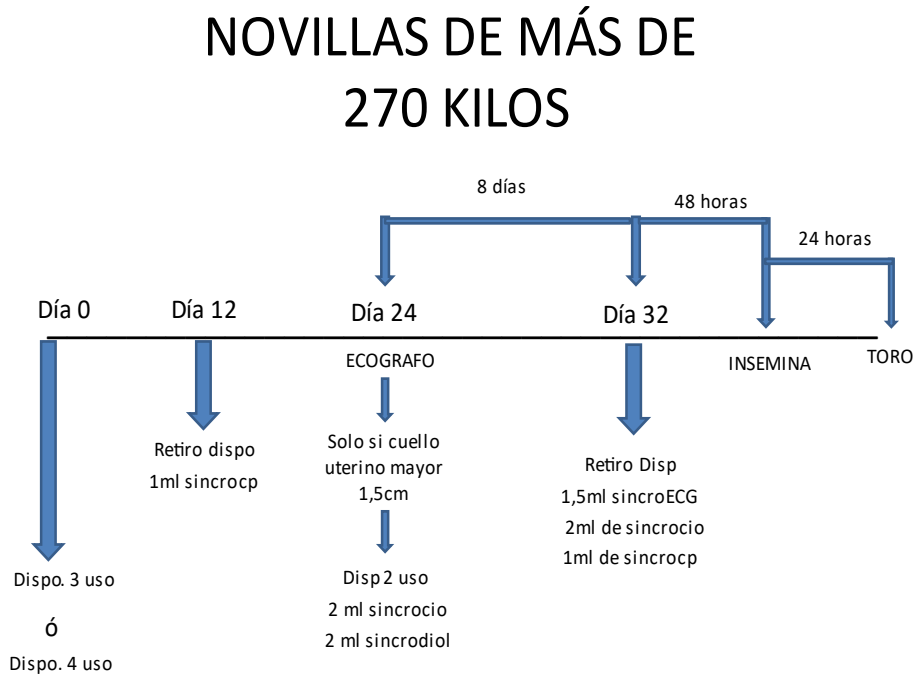 NOVILLAS DE MÁS DE
270 KILOS
8 días
48 horas
24 horas
Día 0
Día 12
Día 24
Día 32
ECOGRAFO
INSEMINA
TORO
Retiro dispo
1ml sincrocp
Solo si cuello
uterino mayor
1,5cm
Retiro Disp
1,5ml sincroECG
2ml de sincrocio
1ml de sincrocp
Dispo. 3 uso
ó
Dispo. 4 uso
Disp 2 uso
2 ml sincrocio
2 ml sincrodiol